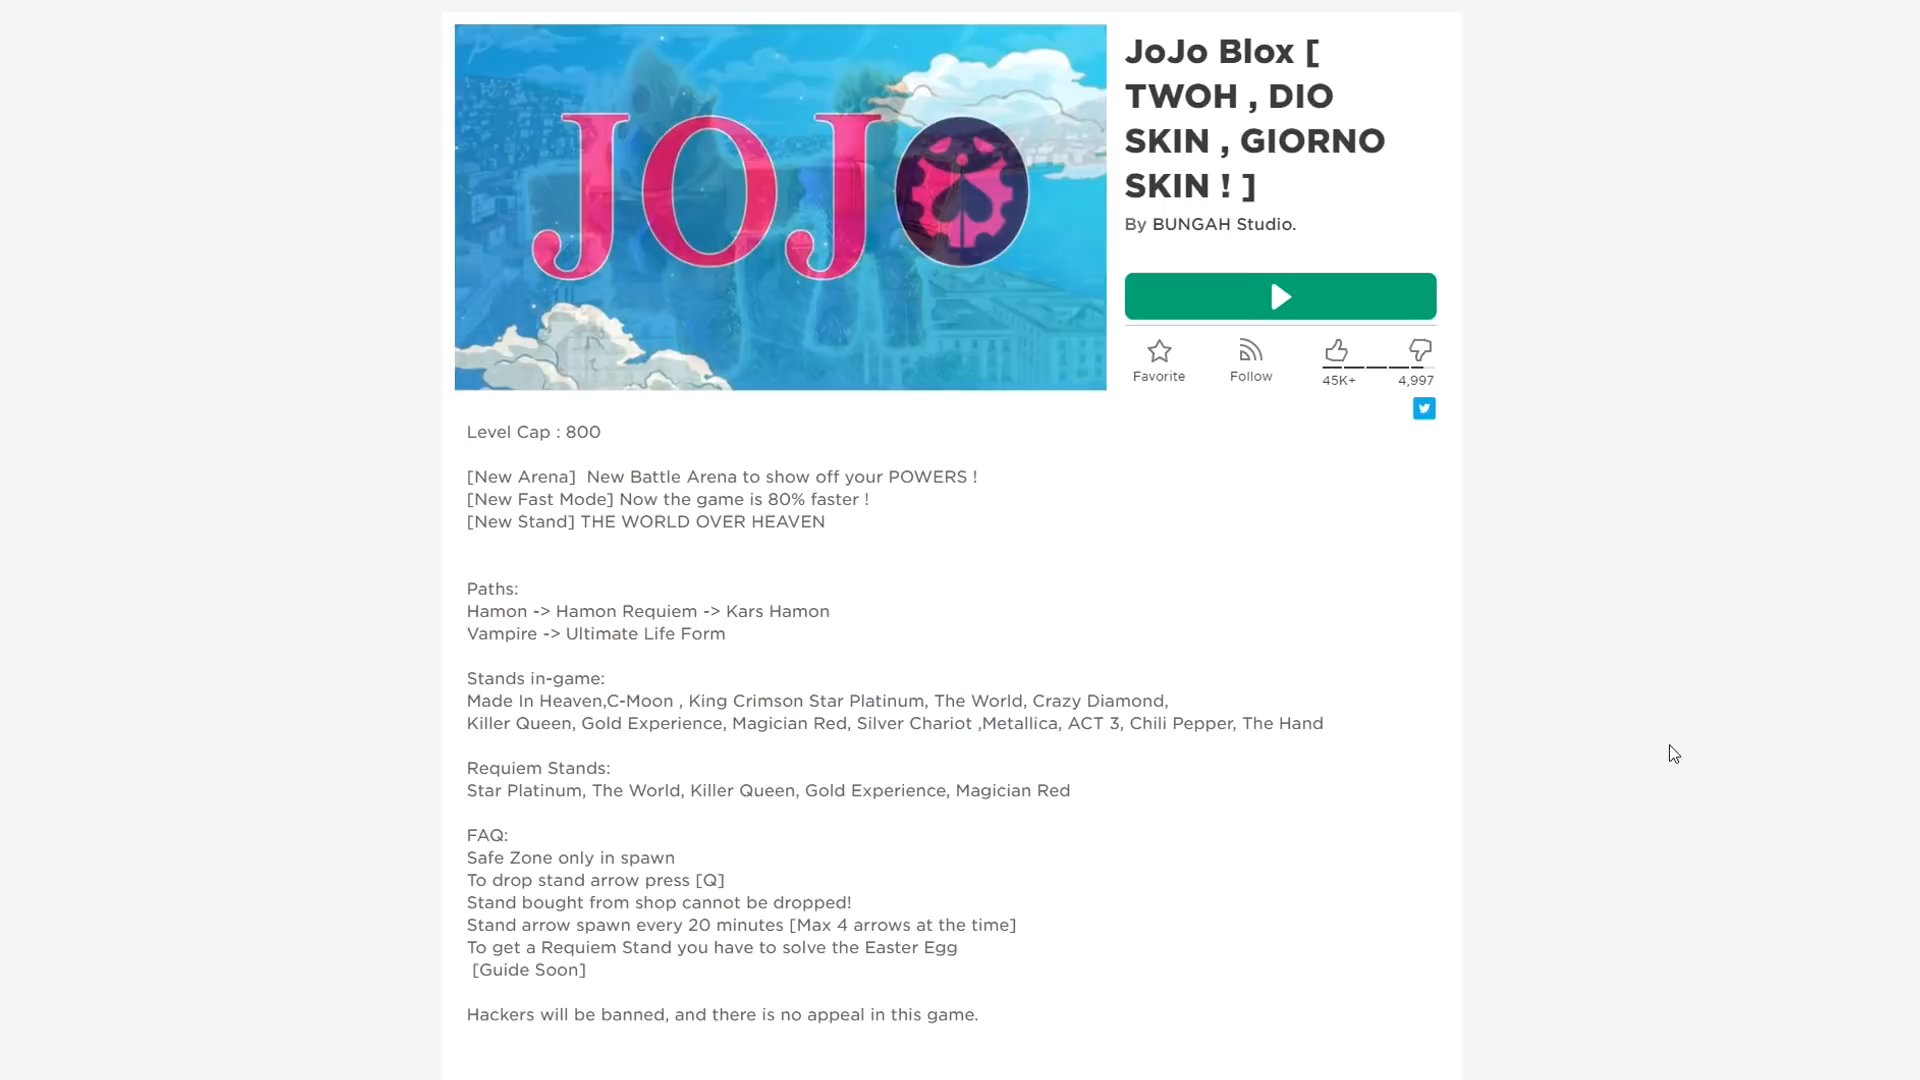 JOJO
JoJo Blox [
TWOH , DIO
SKIN , GIORNO
SKIN ! ]
By BUNGAH Studio.
Favorite
Follow
45K+
4,997
Level Cap : 800
[New Arena]  New Battle Arena to show off your POWERS !
[New Fast Mode] Now the game is 80% faster !
[New Stand] THE WORLD OVER HEAVEN
Paths:
Hamon -> Hamon Requiem -> Kars Hamon
Vampire -> Ultimate Life Form
Stands in-game:
Made In Heaven,C-Moon , King Crimson Star Platinum, The World, Crazy Diamond,
Killer Queen, Gold Experience, Magician Red, Silver Chariot ,Metallica, ACT 3, Chili Pepper, The Hand
Requiem Stands:
Star Platinum, The World, Killer Queen, Gold Experience, Magician Red
FAQ:
Safe Zone only in spawn
To drop stand arrow press [Q]
Stand bought from shop cannot be dropped!
Stand arrow spawn every 20 minutes [Max 4 arrows at the time]
To get a Requiem Stand you have to solve the Easter Egg
[Guide Soon]
Hackers will be banned, and there is no appeal in this game.